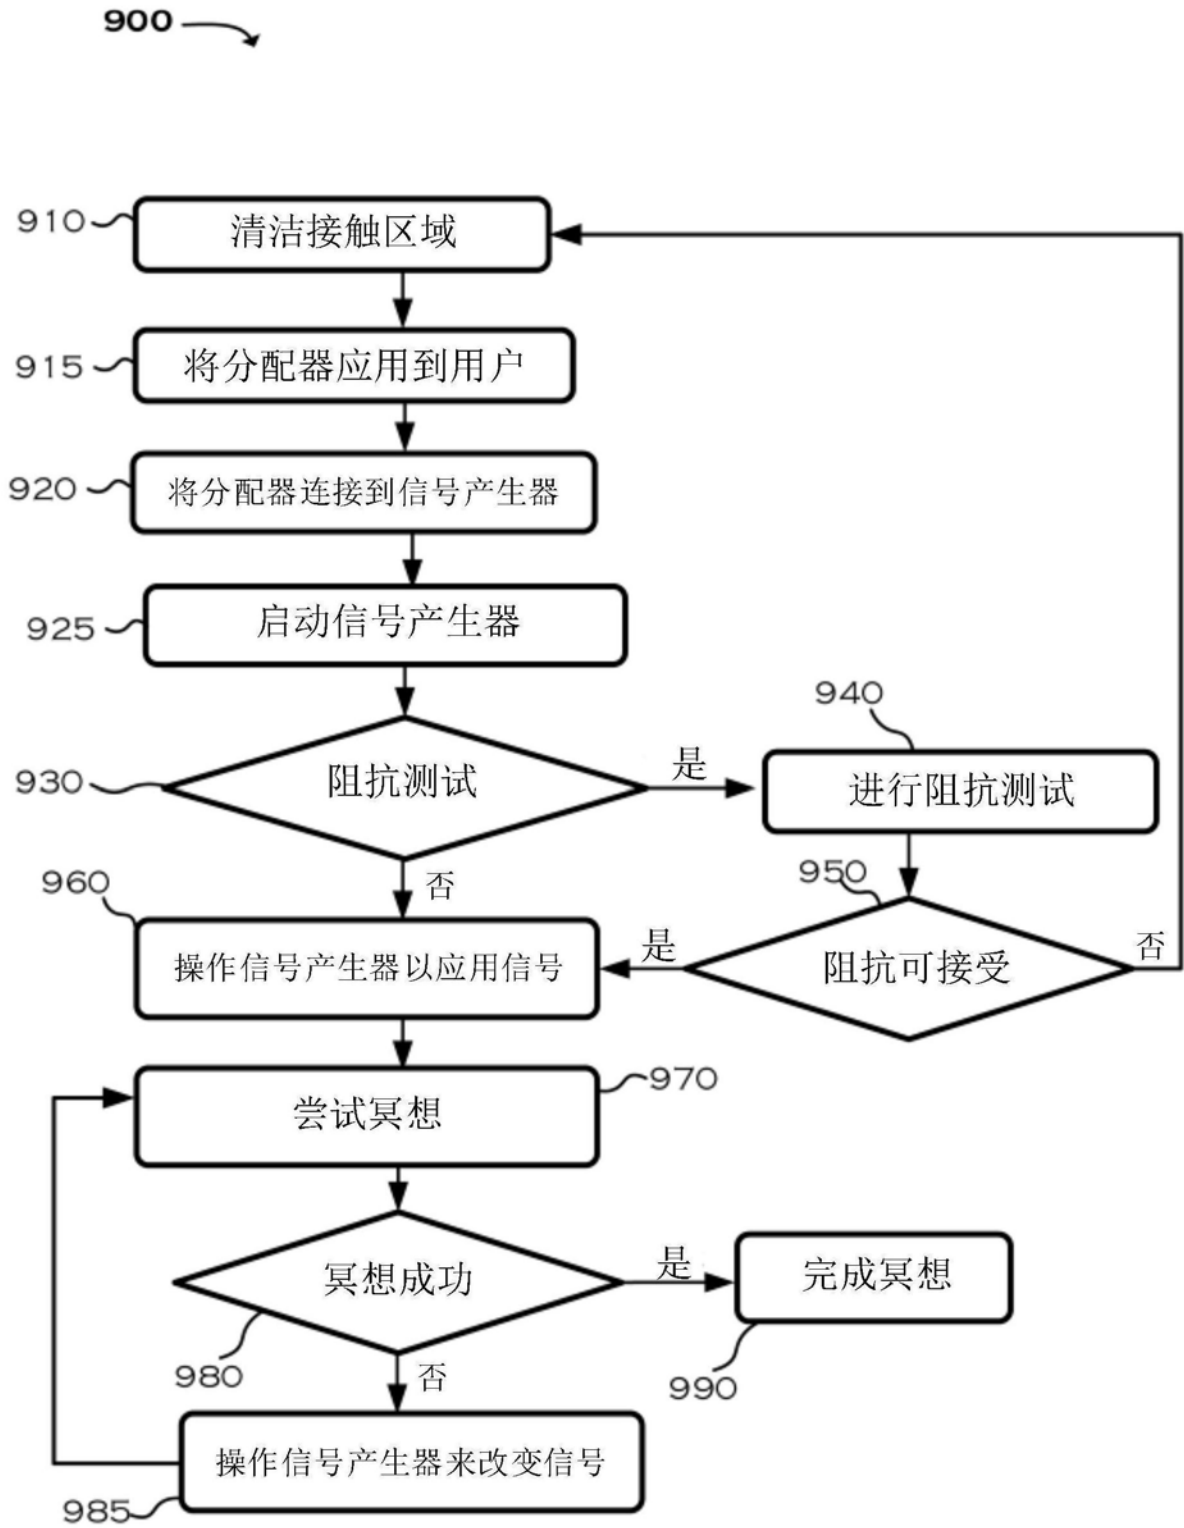 900
910
清洁接触区域
915
将分配器应用到用户
920
将分配器连接到信号产生器
925
启动信号产生器
930
阻抗测试
是
940
进行阻抗测试
否
950
阻抗可接受
是
否
960
操作信号产生器以应用信号
970
尝试冥想
980
冥想成功
是
990
完成冥想
否
985
操作信号产生器来改变信号